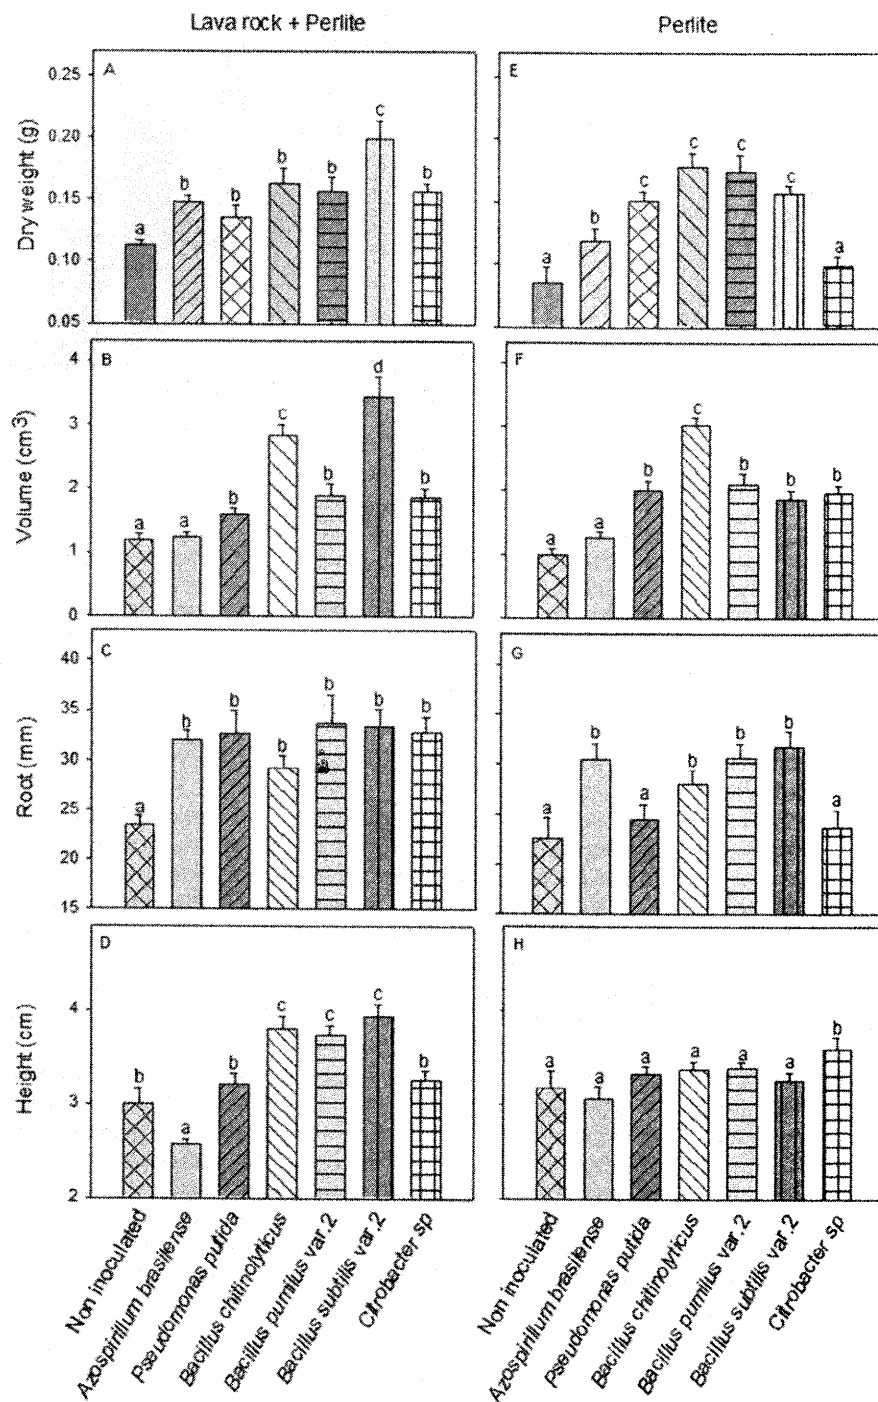 Lava rock + Perlite
Perlite
Dry weight (g)
0.25
0.20
0.15
0.10
0.05
A
a
b
b
b
b
c
b
E
a
b
c
c
c
c
a
Volume (cm³)
4
3
2
1
0
B
a
a
b
c
b
d
b
F
a
a
b
c
b
b
b
Root (mm)
40
35
30
25
20
15
C
a
b
b
b
b
b
b
a
G
a
b
a
b
b
b
a
Height (cm)
4
3
2
D
b
a
b
c
c
c
b
H
a
a
a
a
a
a
b
Non inoculated
Azospirillum brasilense
Pseudomonas putida
Bacillus chitinolyticus
Bacillus pumilus var.2
Bacillus subtilis var.2
Citrobacter sp
Non inoculated
Azospirillum brasilense
Pseudomonas putida
Bacillus chitinolyticus
Bacillus pumilus var.2
Bacillus subtilis var.2
Citrobacter sp